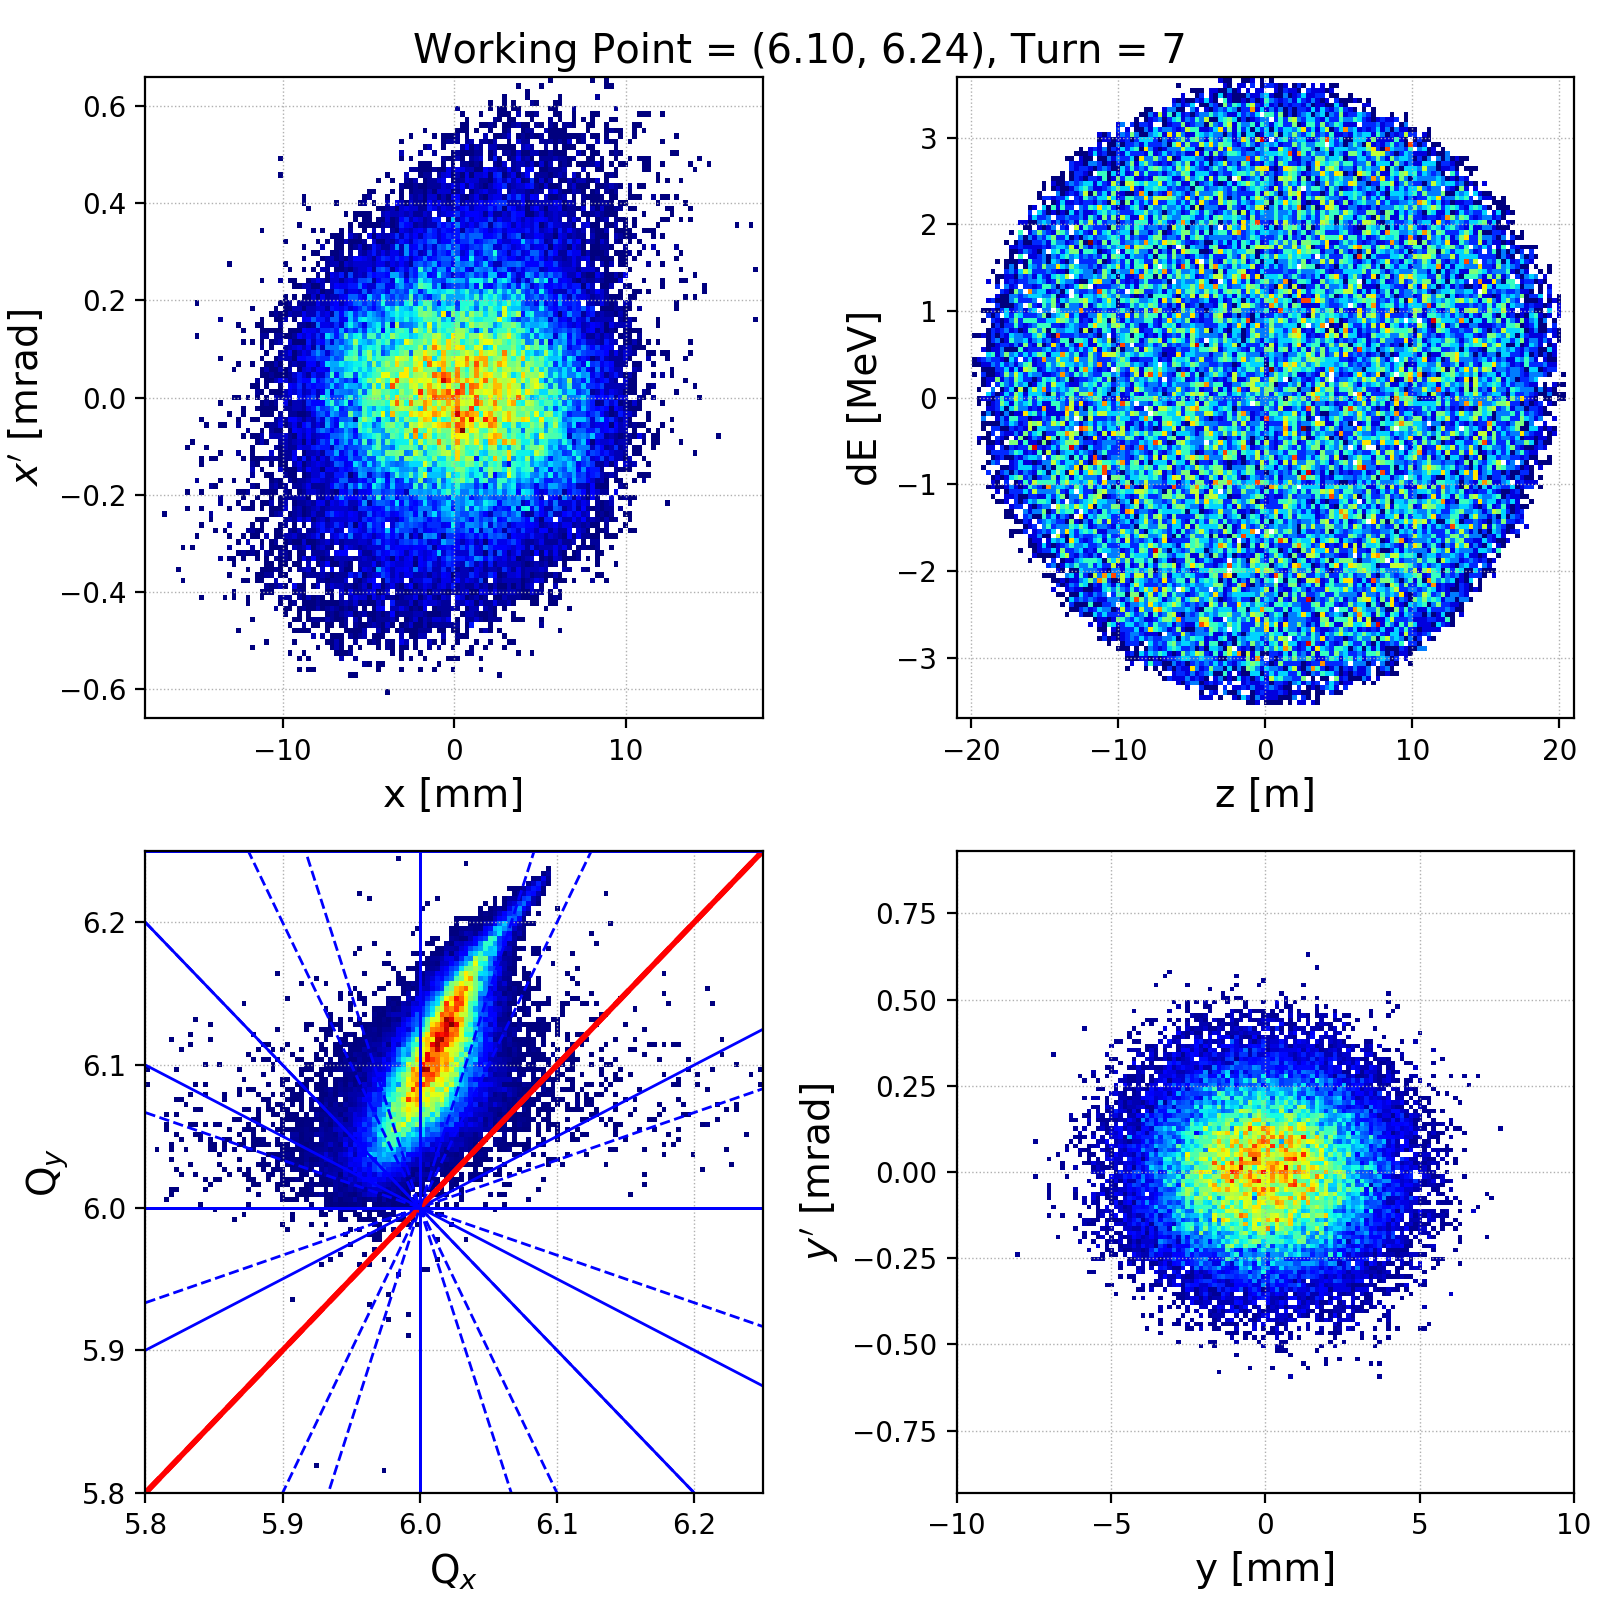 Working Point = (6.10, 6.24), Turn = 7
0.6
0.4
0.2
0.0
−0.2
−0.4
−0.6
x′ [mrad]
−10 0 10
x [mm]
3
2
1
0
−1
−2
−3
dE [MeV]
−20 −10 0 10 20
z [m]
6.2
6.1
6.0
5.9
5.8
Qy
5.8 5.9 6.0 6.1 6.2
Qx
0.75
0.50
0.25
0.00
−0.25
−0.50
−0.75
y′ [mrad]
−10 −5 0 5 10
y [mm]